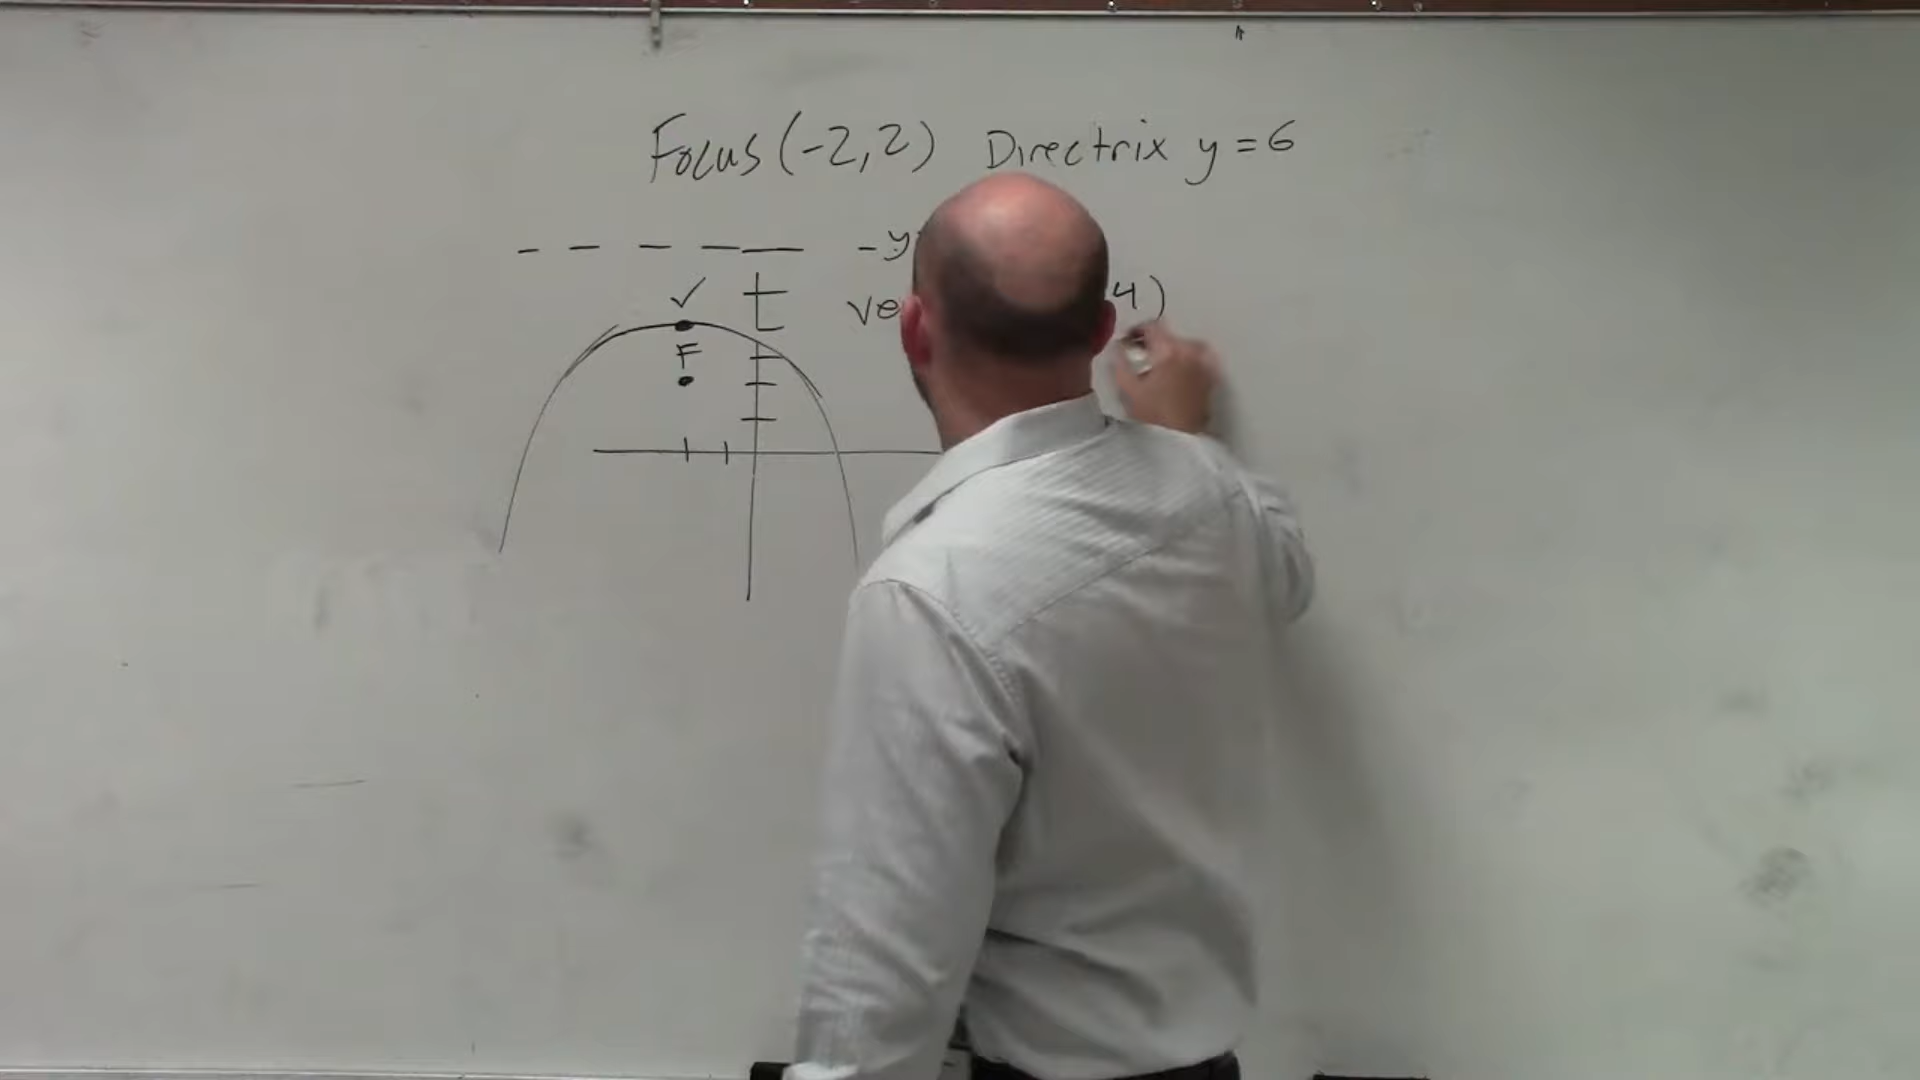 Focus (-2,2) Directrix y = 6
- y
V
4)
F